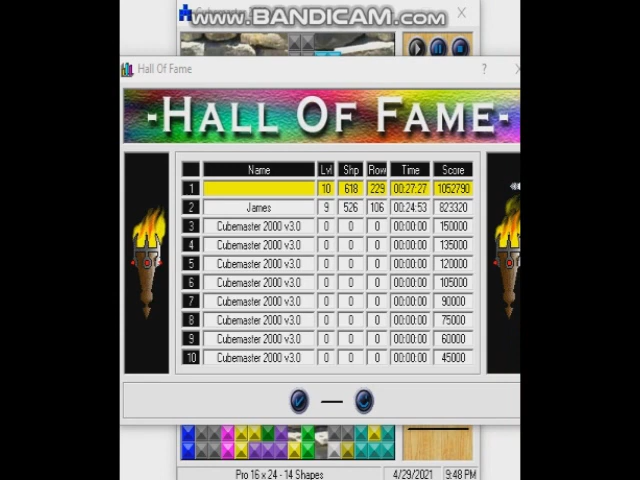 www.BANDICAM.com
Hall Of Fame ?
-HALL OF FAME-
Name Lvl Shp Row Time Score
1 10 618 229 00:27:27 1052790
2 James 9 526 106 00:24:53 823320
3 Cubemaster 2000 v3.0 0 0 0 00:00:00 150000
4 Cubemaster 2000 v3.0 0 0 0 00:00:00 135000
5 Cubemaster 2000 v3.0 0 0 0 00:00:00 120000
6 Cubemaster 2000 v3.0 0 0 0 00:00:00 105000
7 Cubemaster 2000 v3.0 0 0 0 00:00:00 90000
8 Cubemaster 2000 v3.0 0 0 0 00:00:00 75000
9 Cubemaster 2000 v3.0 0 0 0 00:00:00 60000
10 Cubemaster 2000 v3.0 0 0 0 00:00:00 45000
Pro 16 x 24 - 14 Shapes 4/29/2021 9:48 PM